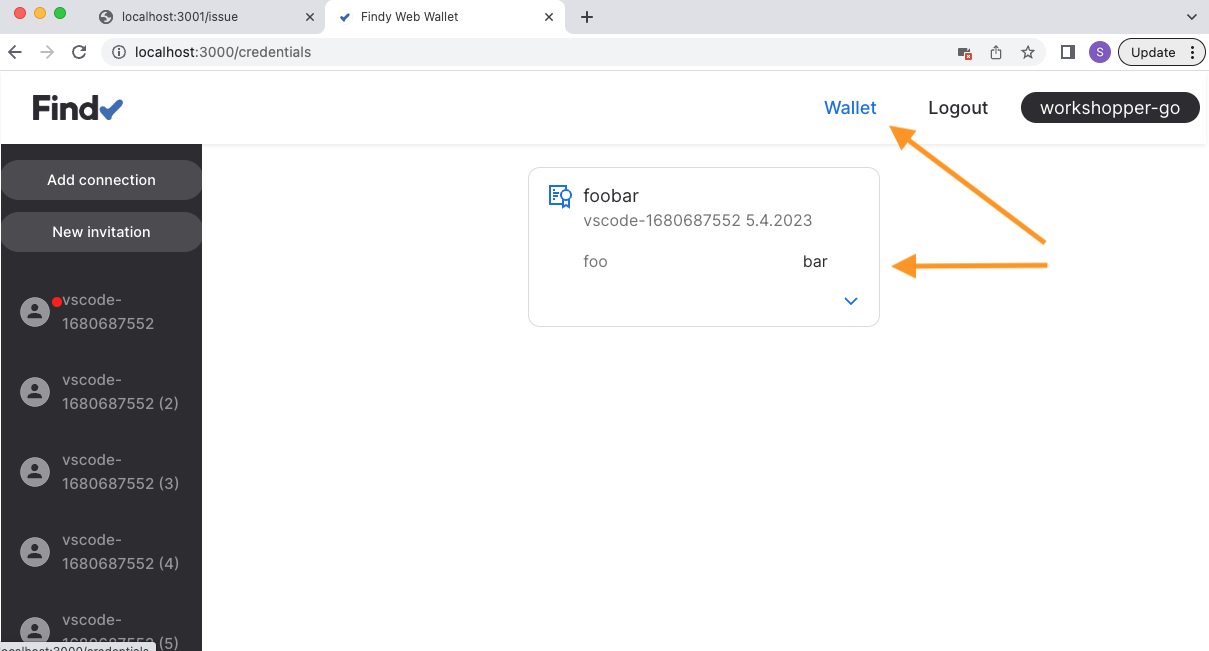 localhost:3001/issue
Findy Web Wallet
localhost:3000/credentials
S
Update
Find
Wallet
Logout
workshopper-go
Add connection
New invitation
vscode-
1680687552
vscode-
1680687552 (2)
vscode-
1680687552 (3)
vscode-
1680687552 (4)
vscode-
1680687552 (5)
foobar
vscode-1680687552 5.4.2023
foo bar
ocalhost:3000/credentials